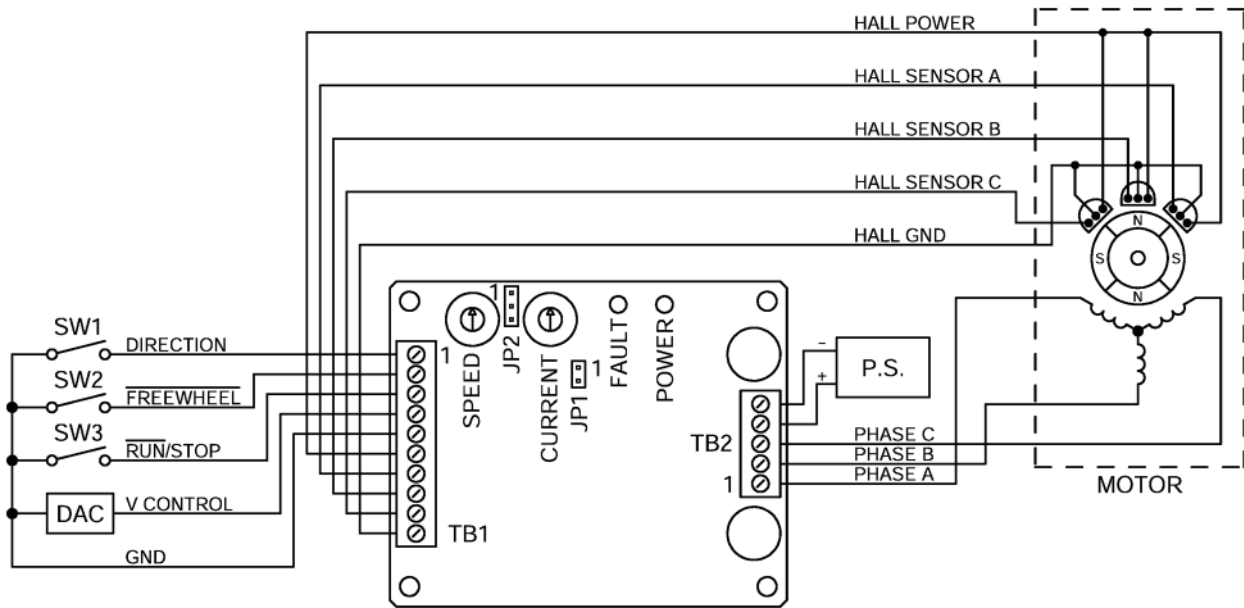 HALL POWER
HALL SENSOR A
HALL SENSOR B
HALL SENSOR C
HALL GND
N
S
S
N
SW1
DIRECTION
SW2
FREEWHEEL
SW3
RUN/STOP
DAC
V CONTROL
GND
1
TB1
SPEED
1
JP2
CURRENT
1
JP1
FAULT
POWER
TB2
1
−
+
P.S.
PHASE C
PHASE B
PHASE A
MOTOR